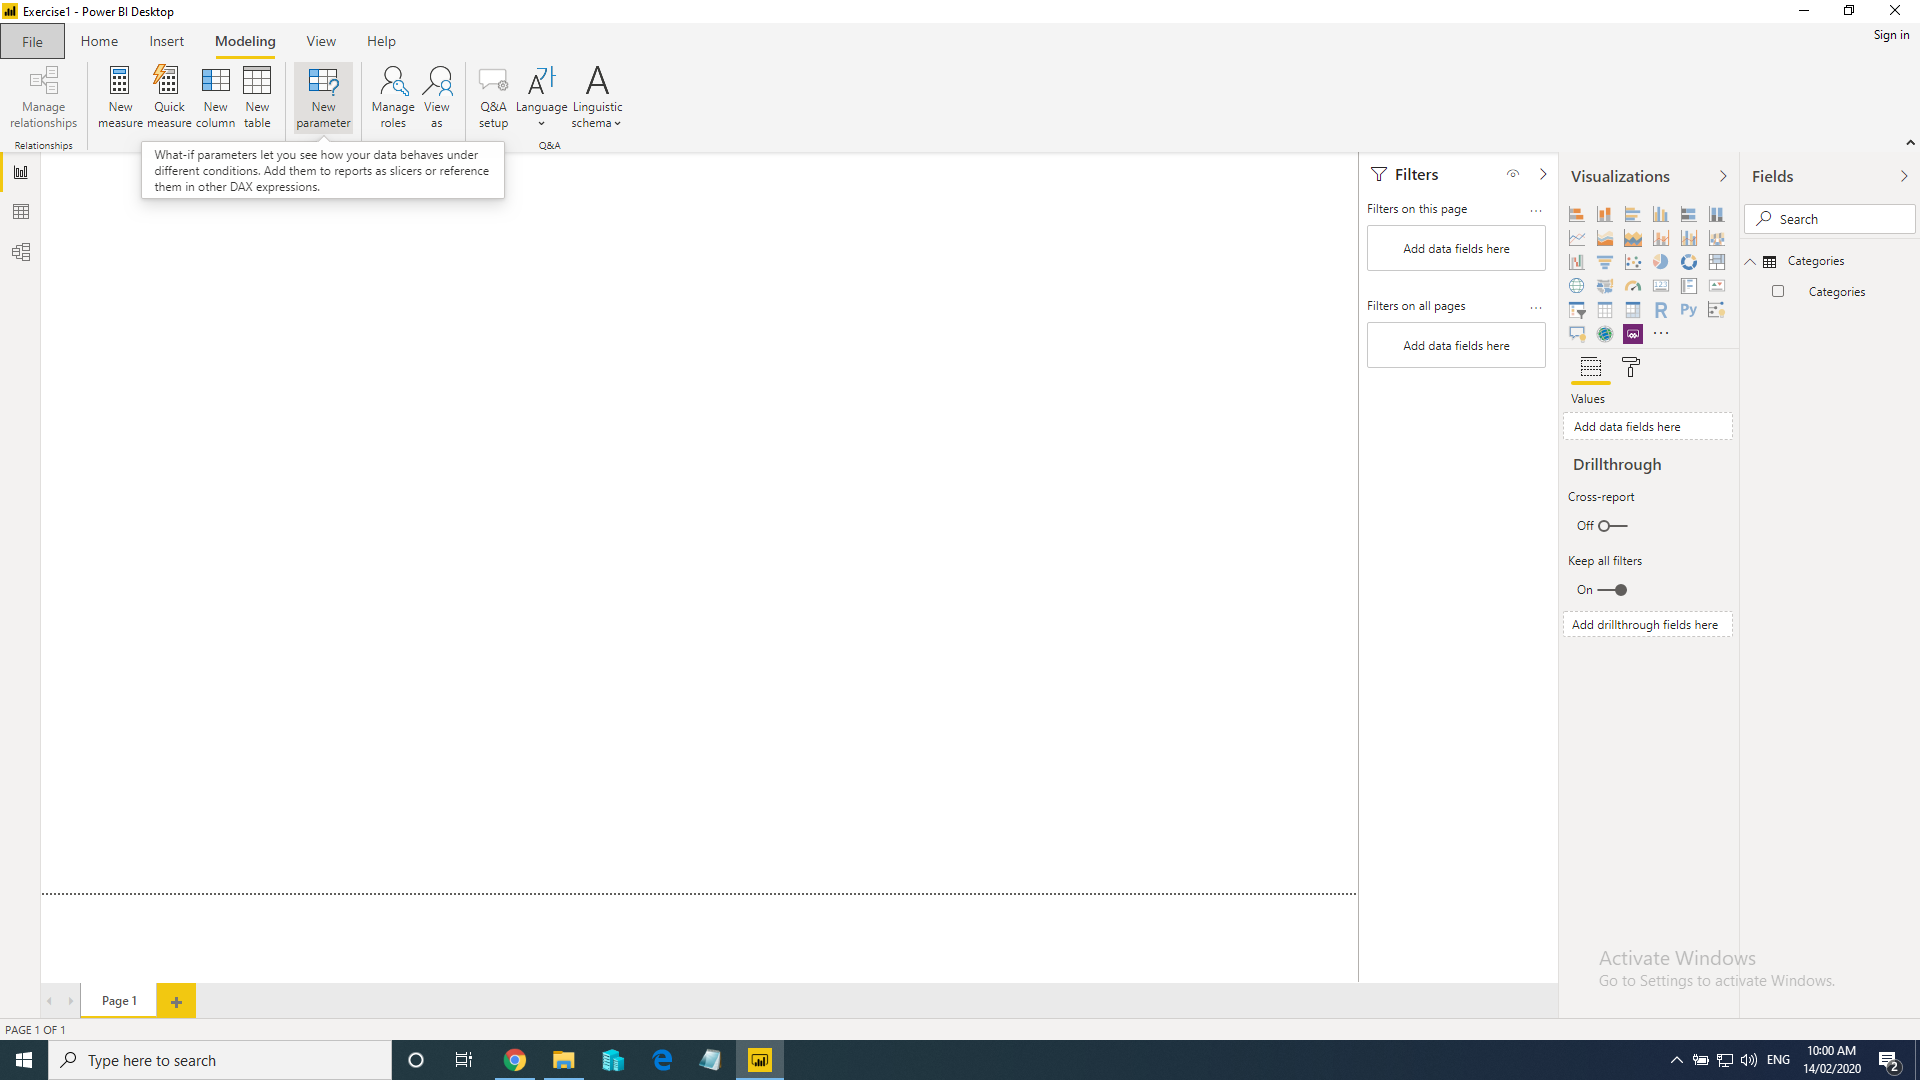 Exercise1 - Power BI Desktop
File
Home
Insert
Modeling
View
Help
Sign in
Manage
relationships
New
measure
Quick
measure
New
column
New
table
New
parameter
Manage
roles
View
as
Q&A
setup
Language
Linguistic
schema
Relationships
Q&A
What-if parameters let you see how your data behaves under
different conditions. Add them to reports as slicers or reference
them in other DAX expressions.
Filters
Filters on this page
Add data fields here
Filters on all pages
Add data fields here
Visualizations
R
Py
123
Values
Add data fields here
Drillthrough
Cross-report
Off
Keep all filters
On
Add drillthrough fields here
Fields
Search
Categories
Categories
Activate Windows
Go to Settings to activate Windows.
Page 1
PAGE 1 OF 1
Type here to search
ENG
10:00 AM
14/02/2020
2